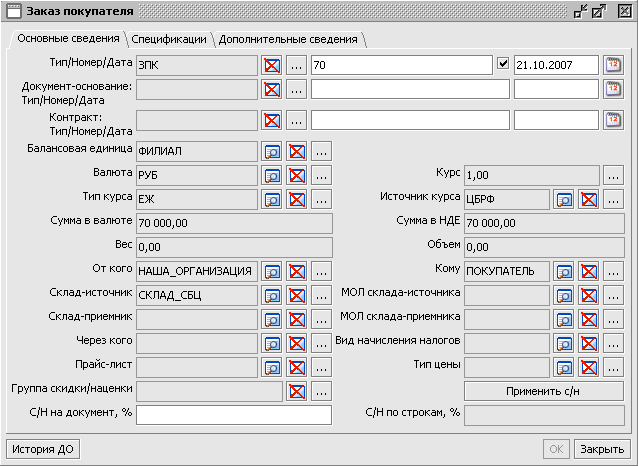 Заказ покупателя
Основные сведения Спецификации Дополнительные сведения
Тип/Номер/Дата ЗПК ... 70 21.10.2007 12
Документ-основание:
Тип/Номер/Дата ... 12
Контракт:
Тип/Номер/Дата ... 12
Балансовая единица ФИЛИАЛ ...
Валюта РУБ ... Курс 1,00 ...
Тип курса ЕЖ ... Источник курса ЦБРФ ...
Сумма в валюте 70 000,00 Сумма в НДЕ 70 000,00
Вес 0,00 Объем 0,00
От кого НАША_ОРГАНИЗАЦИЯ ... Кому ПОКУПАТЕЛЬ ...
Склад-источник СКЛАД_СБЦ ... МОЛ склада-источника ...
Склад-приемник ... МОЛ склада-приемника ...
Через кого ... Вид начисления налогов ...
Прайс-лист ... Тип цены ...
Группа скидки/наценки ... Применить с/н
С/Н на документ, % С/Н по строкам, %
История ДО ОК Закрыть